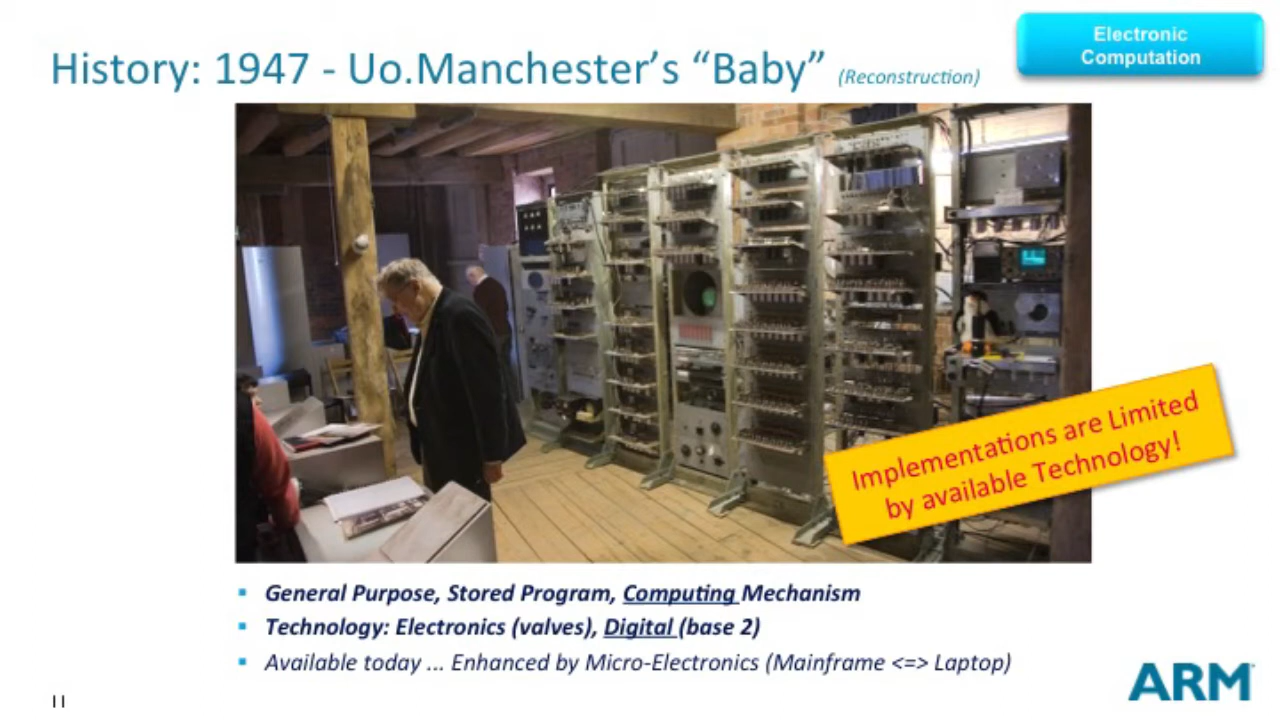 History: 1947 - Uo.Manchester's “Baby” (Reconstruction)
Electronic
Computation
Implementations are Limited
by available Technology!
▪ General Purpose, Stored Program, Computing Mechanism
▪ Technology: Electronics (valves), Digital (base 2)
▪ Available today ... Enhanced by Micro-Electronics (Mainframe <=> Laptop)
11
ARM